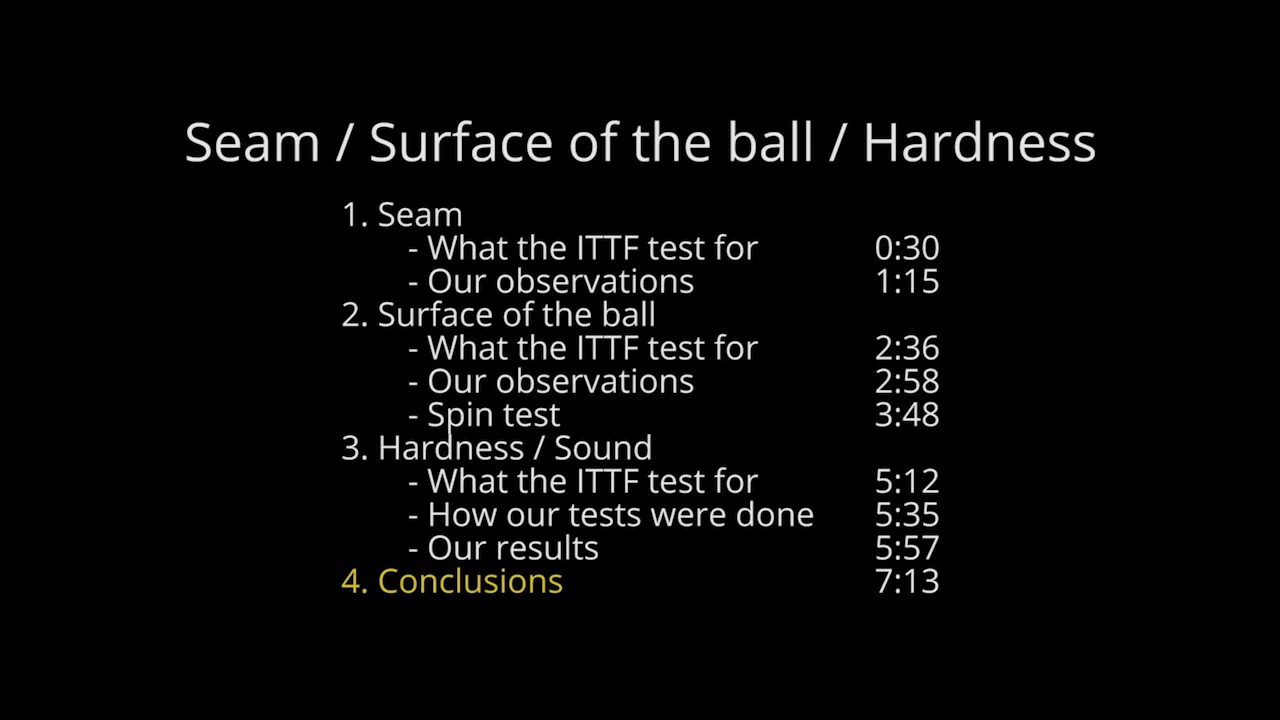 Seam / Surface of the ball / Hardness
1. Seam
- What the ITTF test for 0:30
- Our observations 1:15
2. Surface of the ball
- What the ITTF test for 2:36
- Our observations 2:58
- Spin test 3:48
3. Hardness / Sound
- What the ITTF test for 5:12
- How our tests were done 5:35
- Our results 5:57
4. Conclusions 7:13